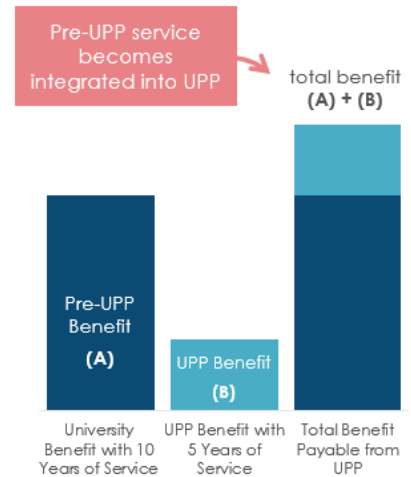 Pre-UPP service
becomes
integrated into UPP
total benefit
(A) + (B)
Pre-UPP
Benefit
(A)
UPP Benefit
(B)
University
Benefit with 10
Years of Service
UPP Benefit with
5 Years of
Service
Total Benefit
Payable from
UPP